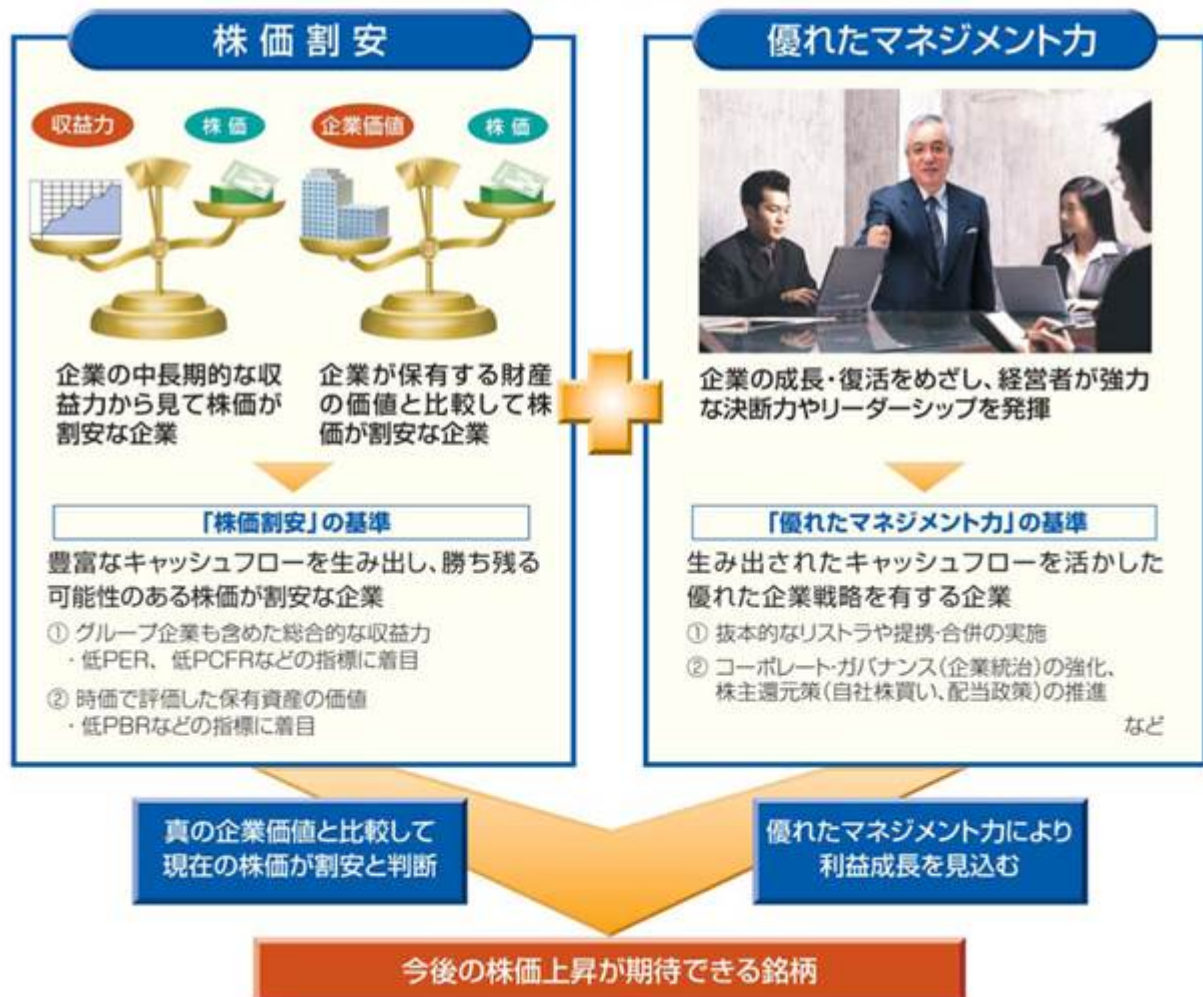 株価割安
収益力
株価
企業価値
株価
企業の中長期的な収
益力から見て株価が
割安な企業
企業が保有する財産
の価値と比較して株
価が割安な企業
「株価割安」の基準
豊富なキャッシュフローを生み出し、勝ち残る
可能性のある株価が割安な企業
① グループ企業も含めた総合的な収益力
・低PER、低PCFRなどの指標に着目
② 時価で評価した保有資産の価値
・低PBRなどの指標に着目
優れたマネジメント力
企業の成長・復活をめざし、経営者が強力
な決断力やリーダーシップを発揮
「優れたマネジメント力」の基準
生み出されたキャッシュフローを活かした
優れた企業戦略を有する企業
① 抜本的なリストラや提携・合併の実施
② コーポレート・ガバナンス(企業統治)の強化、
株主還元策(自社株買い、配当政策)の推進
など
真の企業価値と比較して
現在の株価が割安と判断
優れたマネジメント力により
利益成長を見込む
今後の株価上昇が期待できる銘柄